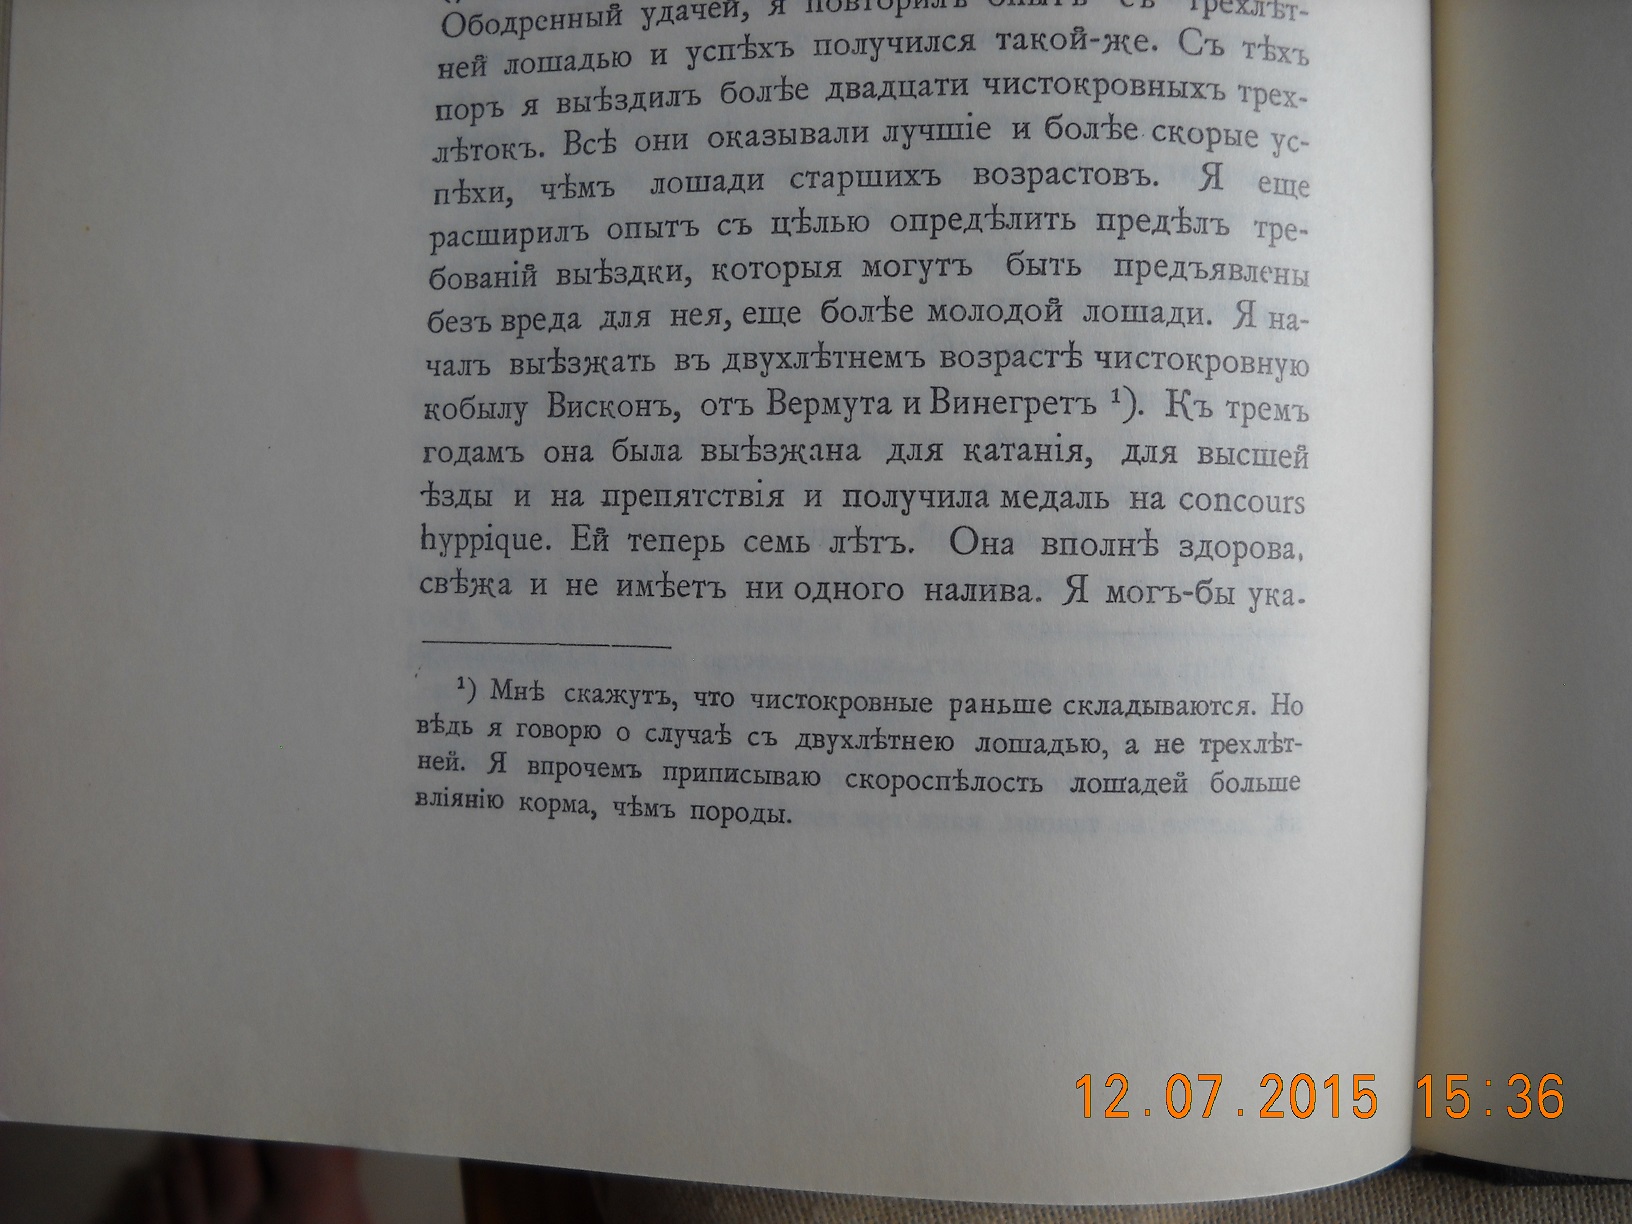 Ободренный удачей, я повторилъ опытъ съ трехлѣт-
ней лошадью и успѣхъ получился такой-же. Съ тѣхъ
поръ я выѣздилъ болѣе двадцати чистокровныхъ трех-
лѣтокъ. Всѣ они оказывали лучшіе и болѣе скорые ус-
пѣхи, чѣмъ лошади старшихъ возрастовъ. Я еще
расширилъ опытъ съ цѣлью опредѣлить предѣлъ тре-
бованій выѣздки, которыя могутъ быть предъявлены
безъ вреда для нея, еще болѣе молодой лошади. Я на-
чалъ выѣзжать въ двухлѣтнемъ возрастѣ чистокровную
кобылу Висконъ, отъ Вермута и Винегретъ ¹). Къ тремъ
годамъ она была выѣзжана для катанія, для высшей
ѣзды и на препятствія и получила медаль на concours
hyppique. Ей теперь семь лѣтъ. Она вполнѣ здорова,
свѣжа и не имѣетъ ни одного налива. Я могъ-бы ука-
¹) Мнѣ скажутъ, что чистокровные раньше складываются. Но
вѣдь я говорю о случаѣ съ двухлѣтнею лошадью, а не трехлѣт-
ней. Я впрочемъ приписываю скороспѣлость лошадей больше
вліянію корма, чѣмъ породы.
12.07.2015 15:36